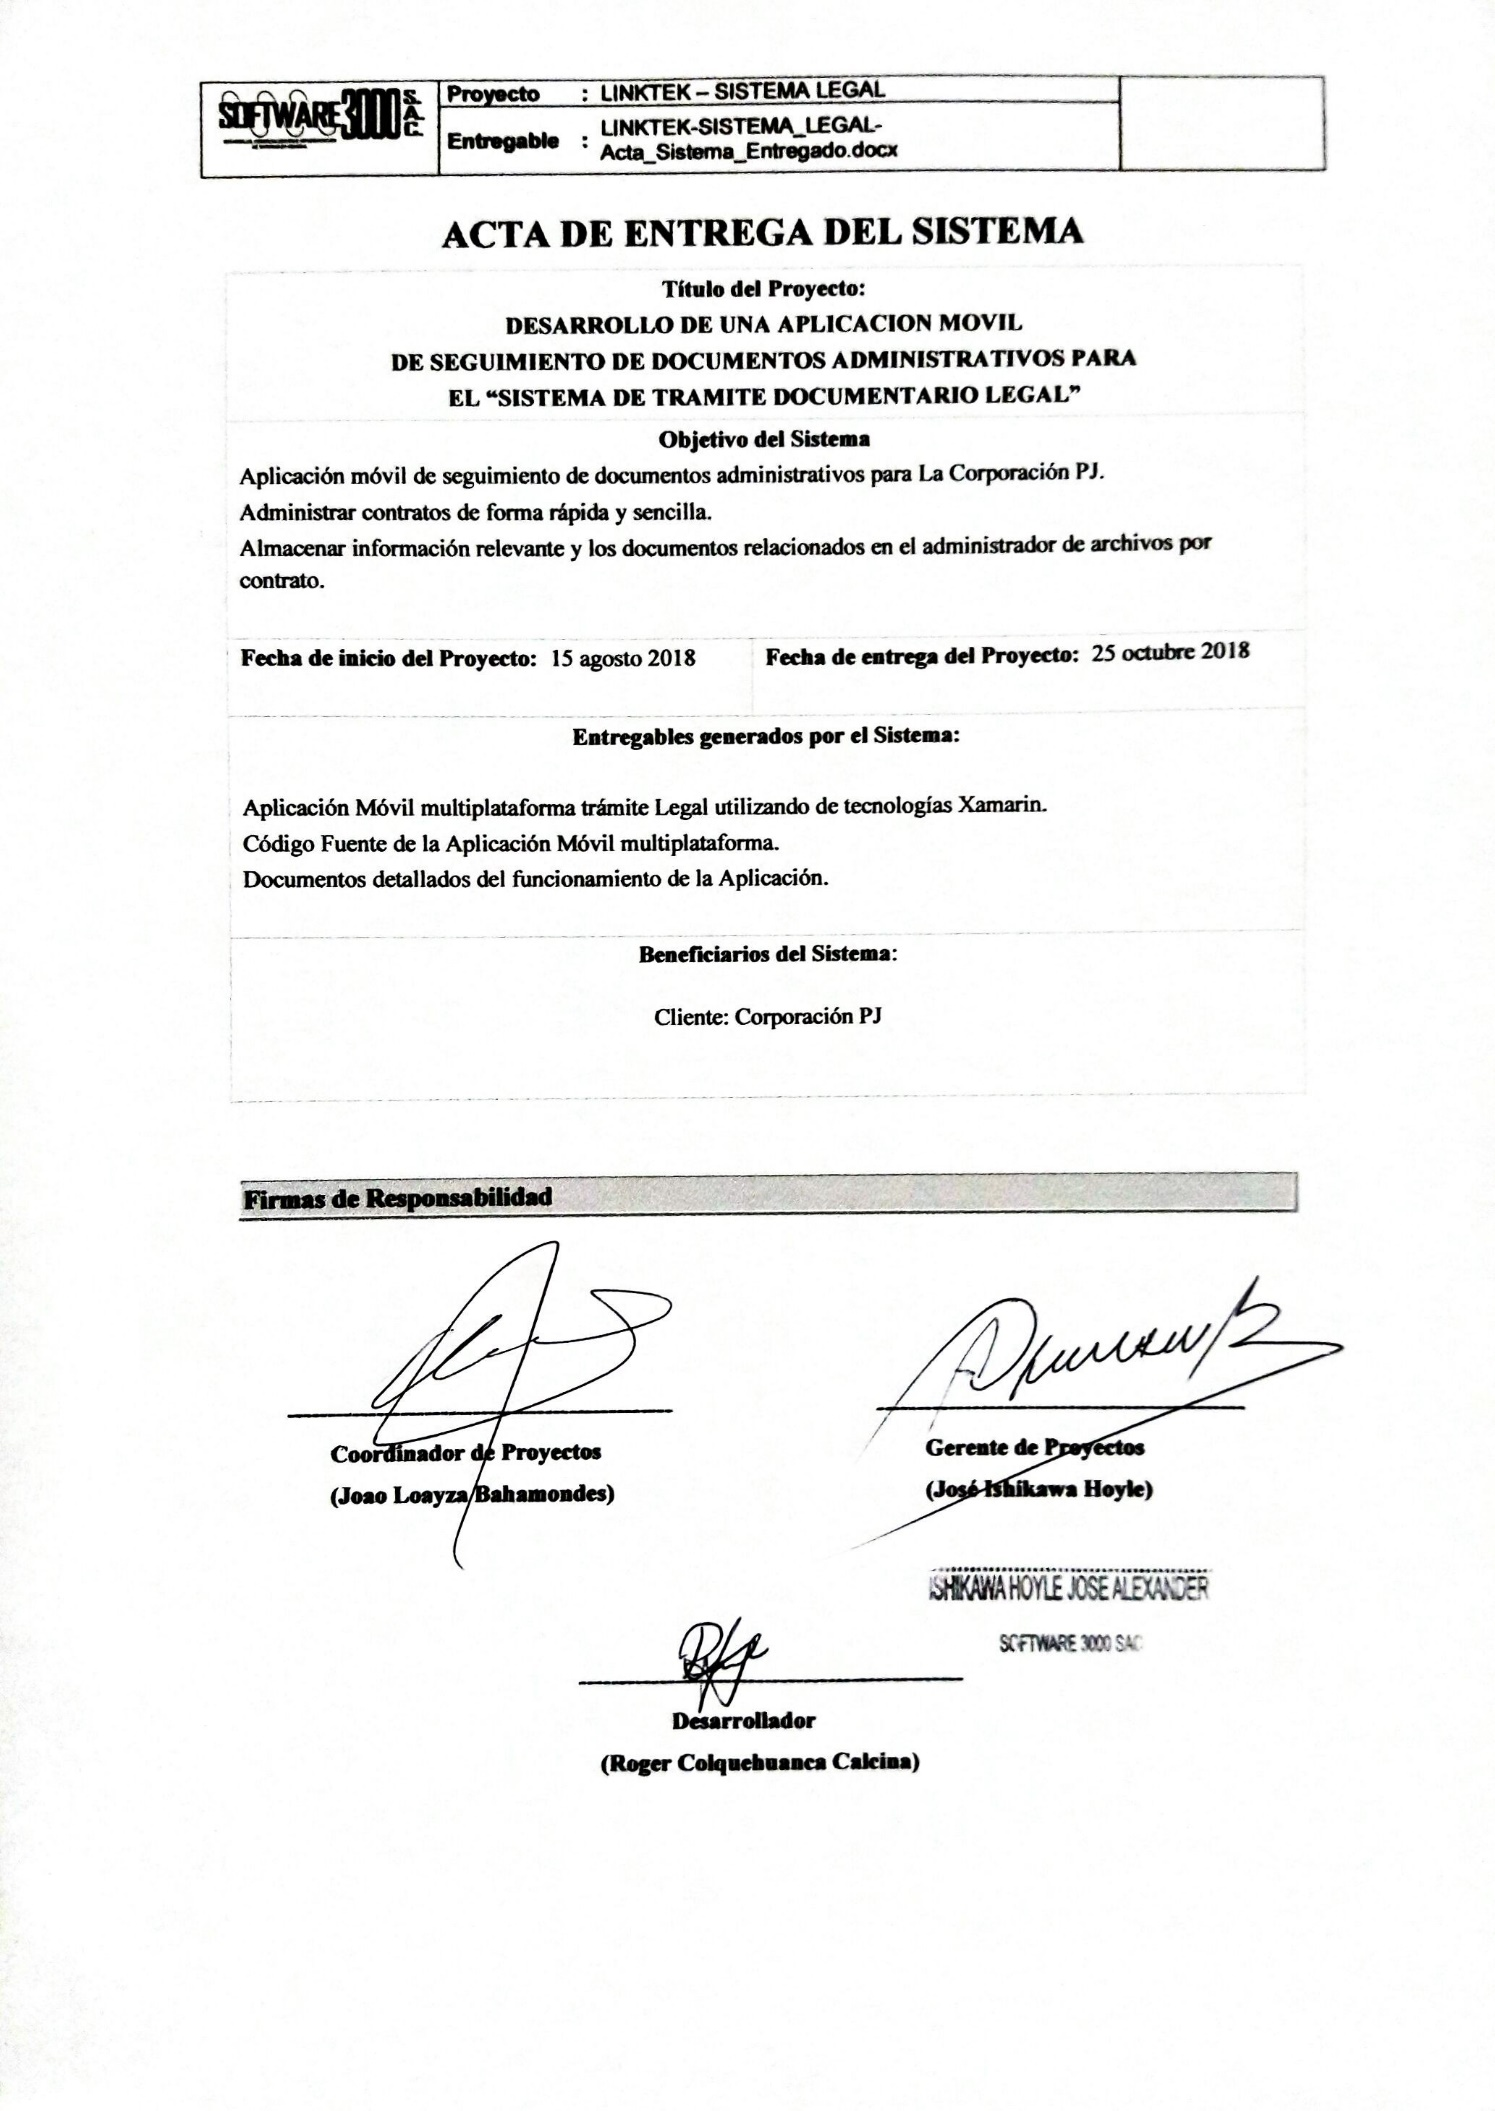 SOFTWARE 3000 S.A.C.
Proyecto : LINKTEK – SISTEMA LEGAL
Entregable : LINKTEK-SISTEMA_LEGAL-
Acta_Sistema_Entregado.docx
ACTA DE ENTREGA DEL SISTEMA
Título del Proyecto:
DESARROLLO DE UNA APLICACION MOVIL
DE SEGUIMIENTO DE DOCUMENTOS ADMINISTRATIVOS PARA
EL “SISTEMA DE TRAMITE DOCUMENTARIO LEGAL”
Objetivo del Sistema
Aplicación móvil de seguimiento de documentos administrativos para La Corporación PJ.
Administrar contratos de forma rápida y sencilla.
Almacenar información relevante y los documentos relacionados en el administrador de archivos por
contrato.
Fecha de inicio del Proyecto: 15 agosto 2018 Fecha de entrega del Proyecto: 25 octubre 2018
Entregables generados por el Sistema:
Aplicación Móvil multiplataforma trámite Legal utilizando de tecnologías Xamarin.
Código Fuente de la Aplicación Móvil multiplataforma.
Documentos detallados del funcionamiento de la Aplicación.
Beneficiarios del Sistema:
Cliente: Corporación PJ
Firmas de Responsabilidad
Coordinador de Proyectos
(Joao Loayza Bahamondes)
Gerente de Proyectos
(José Ishikawa Hoyle)
ISHIKAWA HOYLE JOSE ALEXANDER
SOFTWARE 3000 SAC
Desarrollador
(Roger Colquehuanca Calcina)